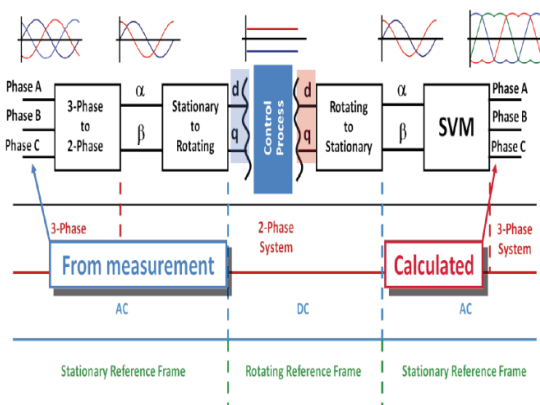 Phase A
Phase B
Phase C
3-Phase
to
2-Phase
α
β
Stationary
to
Rotating
d
q
Control
Process
d
q
Rotating
to
Stationary
α
β
SVM
Phase A
Phase B
Phase C
3-Phase
2-Phase
System
3-Phase
System
From measurement
Calculated
AC
DC
AC
Stationary Reference Frame
Rotating Reference Frame
Stationary Reference Frame